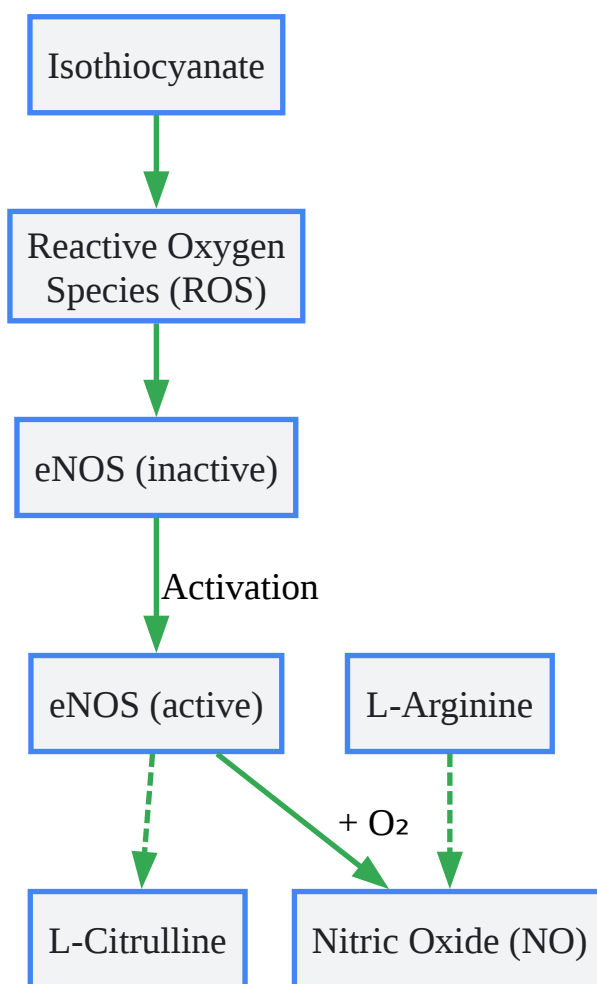 Isothiocyanate
Reactive Oxygen
Species (ROS)
eNOS (inactive)
Activation
eNOS (active)
L-Arginine
+ O₂
L-Citrulline
Nitric Oxide (NO)